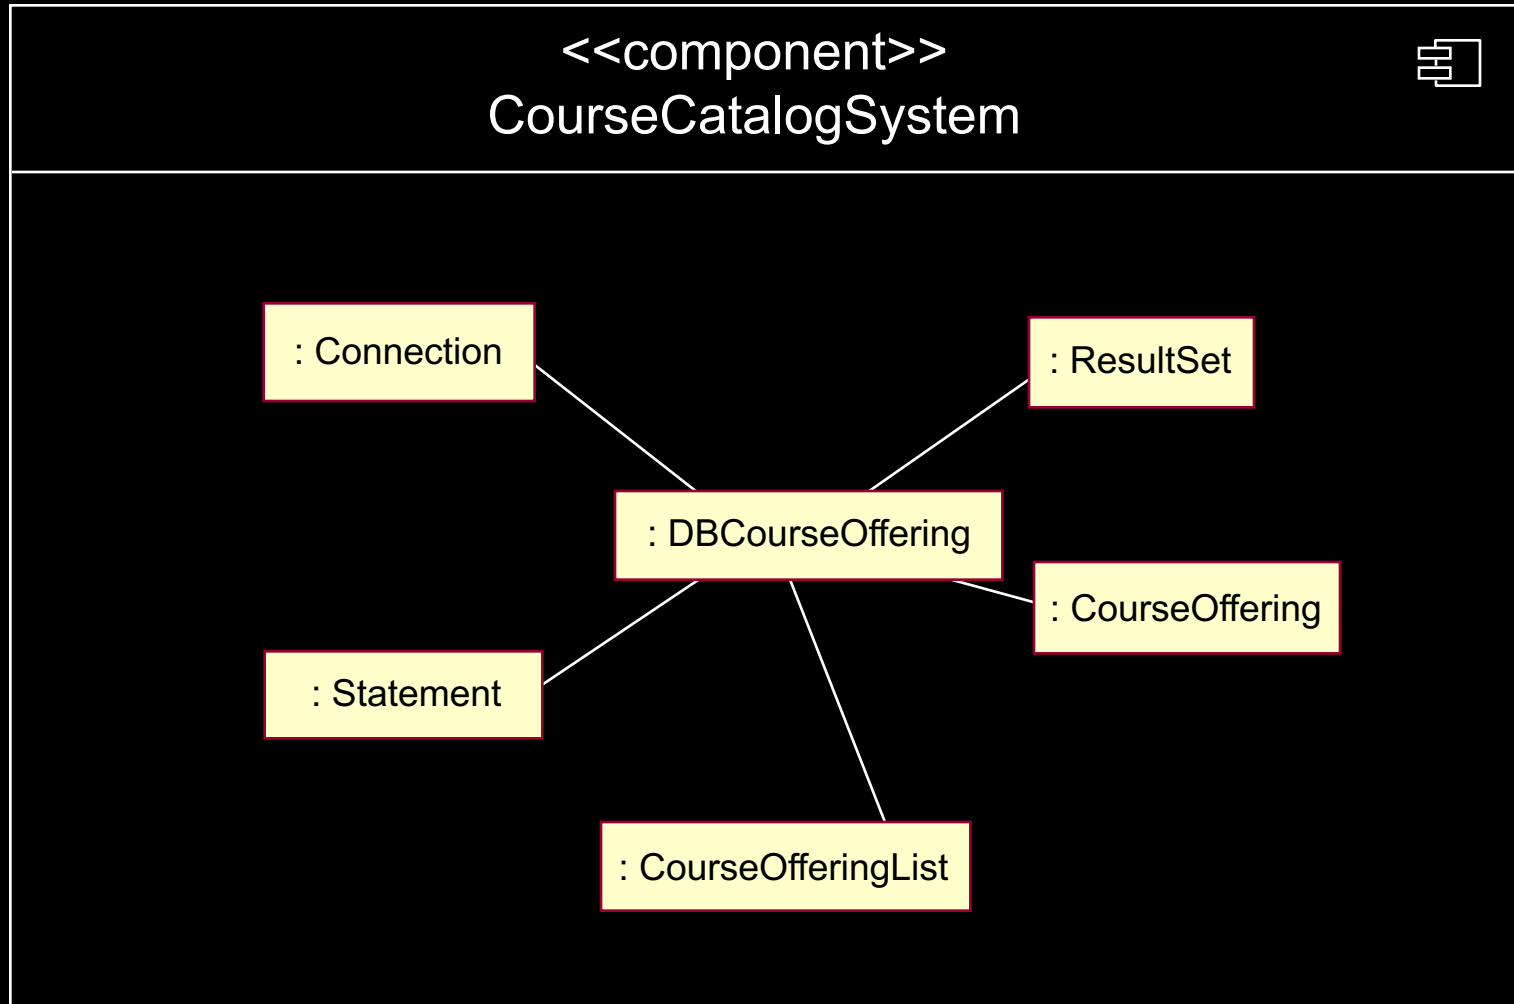 <<component>>
CourseCatalogSystem
: Connection
: ResultSet
: DBCourseOffering
: CourseOffering
: Statement
: CourseOfferingList